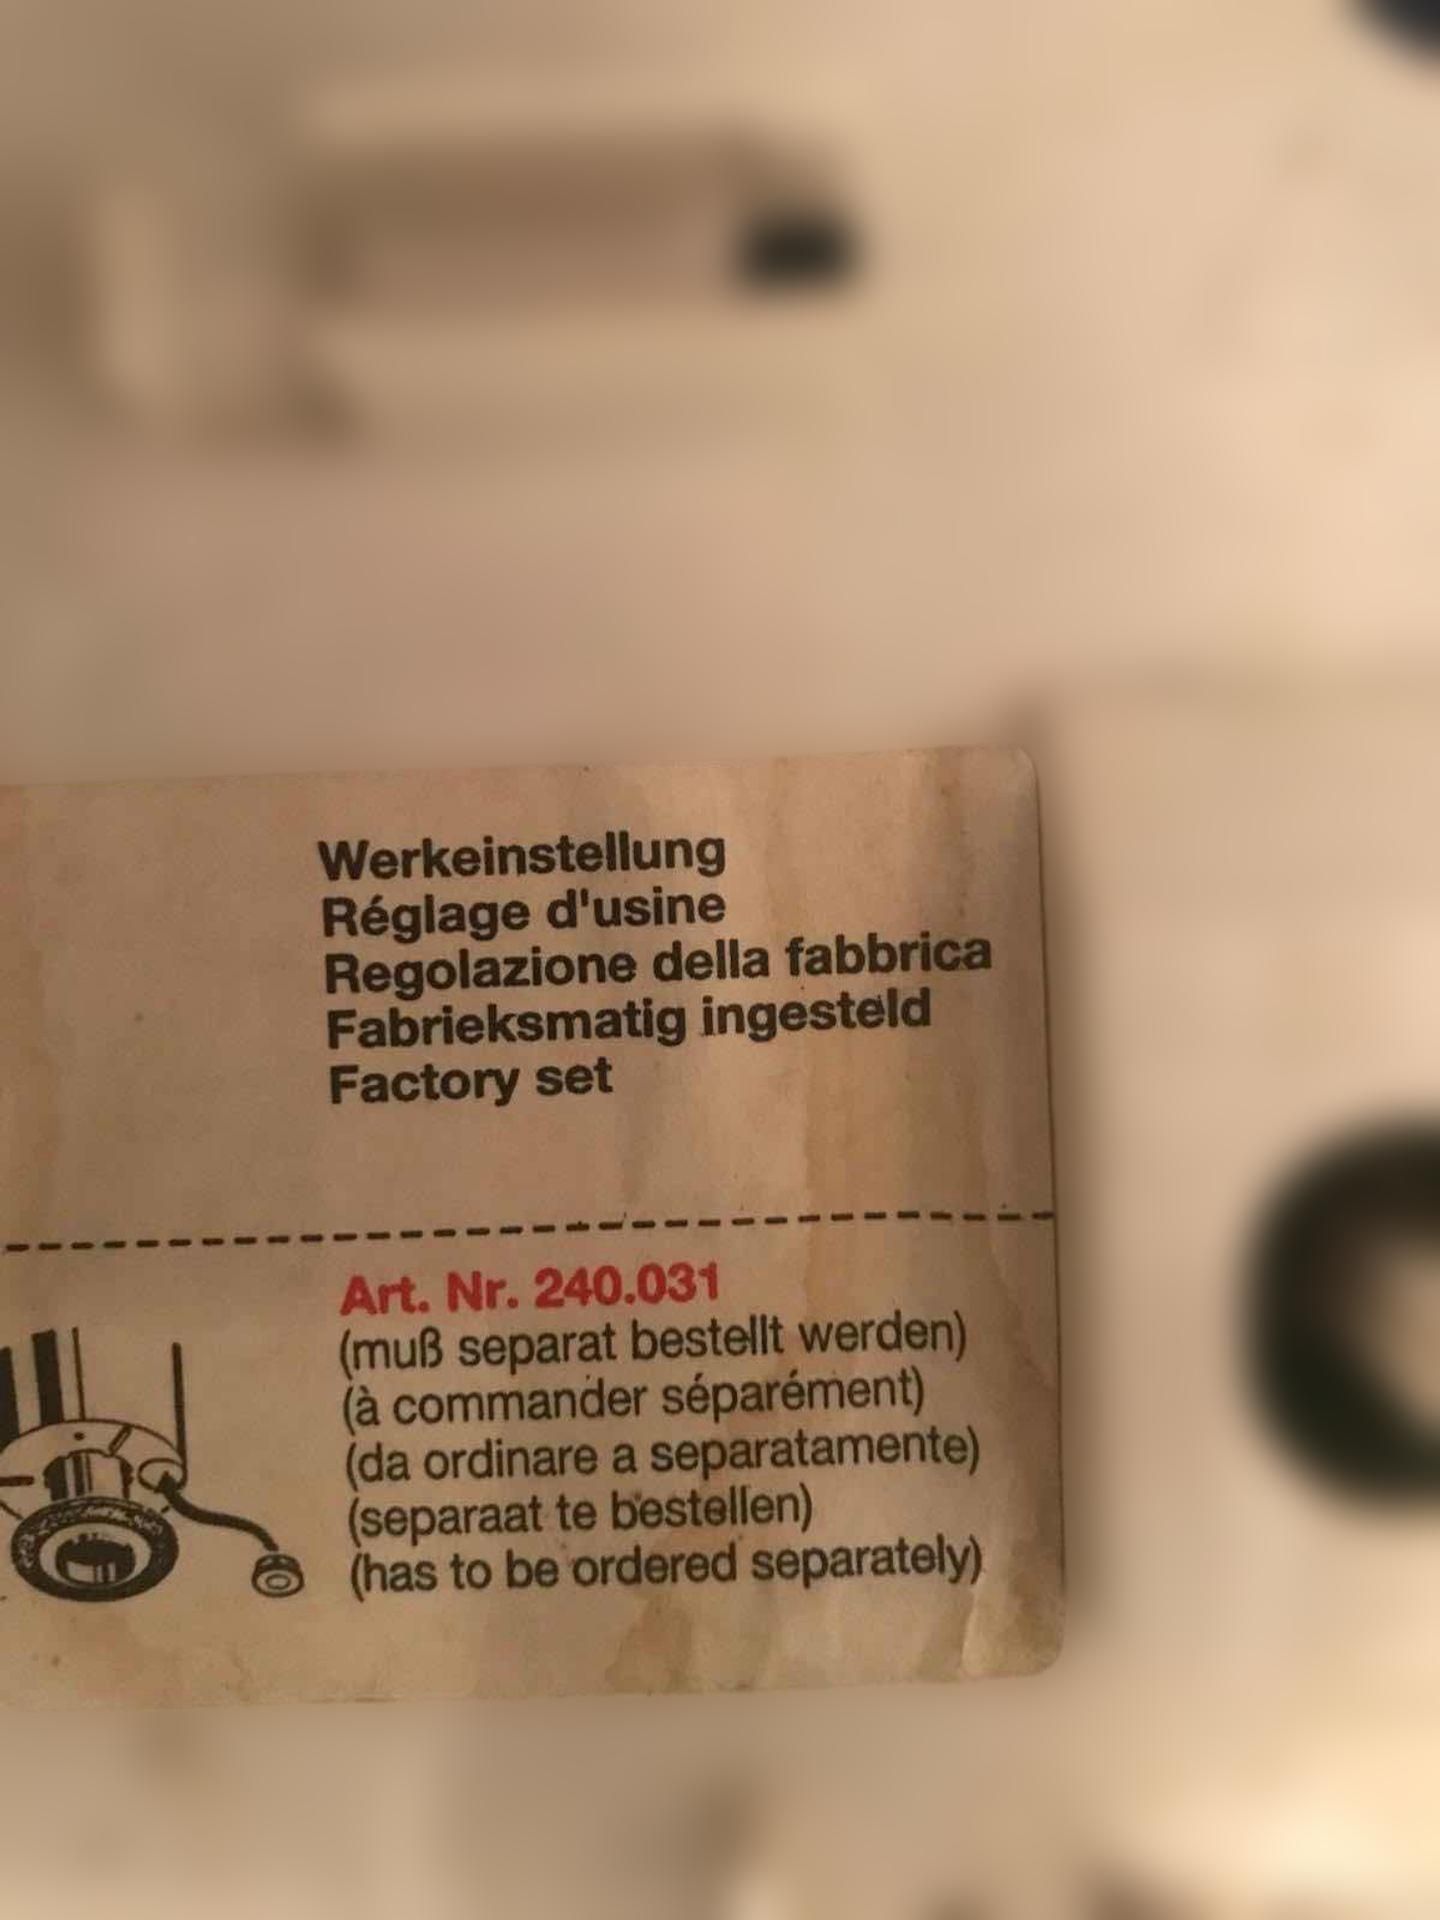 Werkeinstellung
Réglage d'usine
Regolazione della fabbrica
Fabrieksmatig ingesteld
Factory set
Art. Nr. 240.031
(muß separat bestellt werden)
(à commander séparément)
(da ordinare a separatamente)
(separaat te bestellen)
(has to be ordered separately)